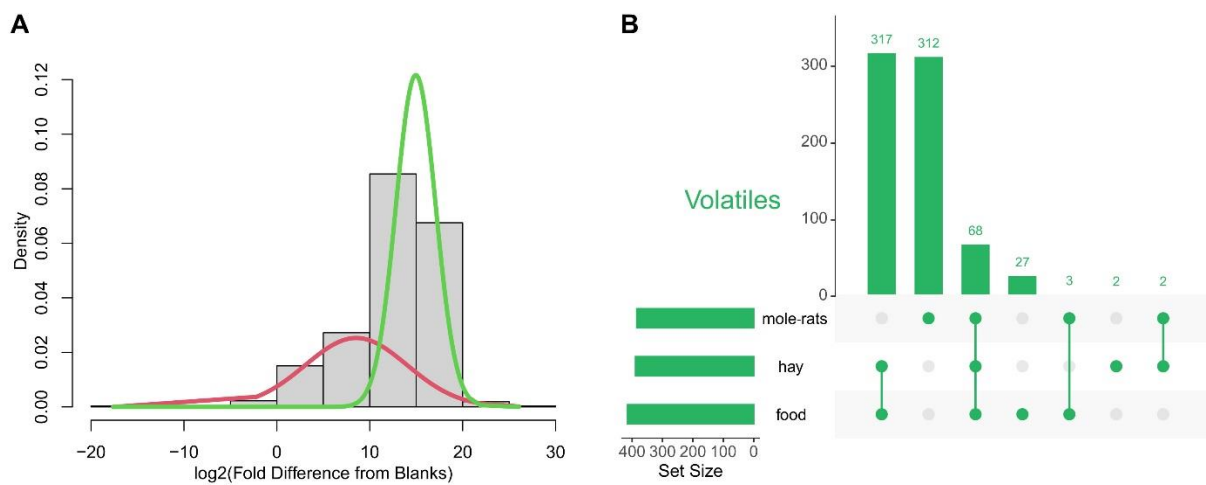 A
0.12
0.10
0.08
0.06
0.04
0.02
0.00
Density
−20 −10 0 10 20 30
log2(Fold Difference from Blanks)
B
300
200
100
0
317 312 68 27 3 2 2
Volatiles
mole-rats
hay
food
400 300 200 100 0
Set Size